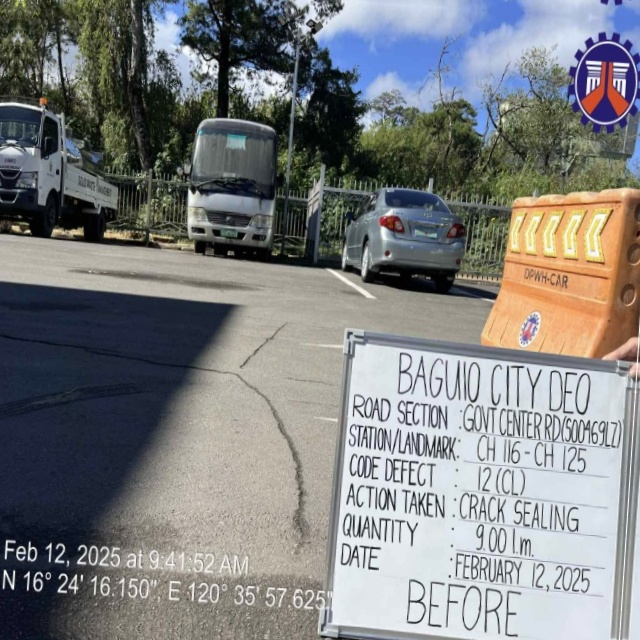 DPWH-CAR
BAGUIO CITY DEO
ROAD SECTION : GOVT CENTER RD(S00469LZ)
STATION/LANDMARK: CH 116 - CH 125
CODE DEFECT : 12 (CL)
ACTION TAKEN : CRACK SEALING
QUANTITY : 9.00 l.m.
DATE : FEBRUARY 12, 2025
BEFORE
Feb 12, 2025 at 9:41:52 AM
N 16° 24' 16.150", E 120° 35' 57.625"